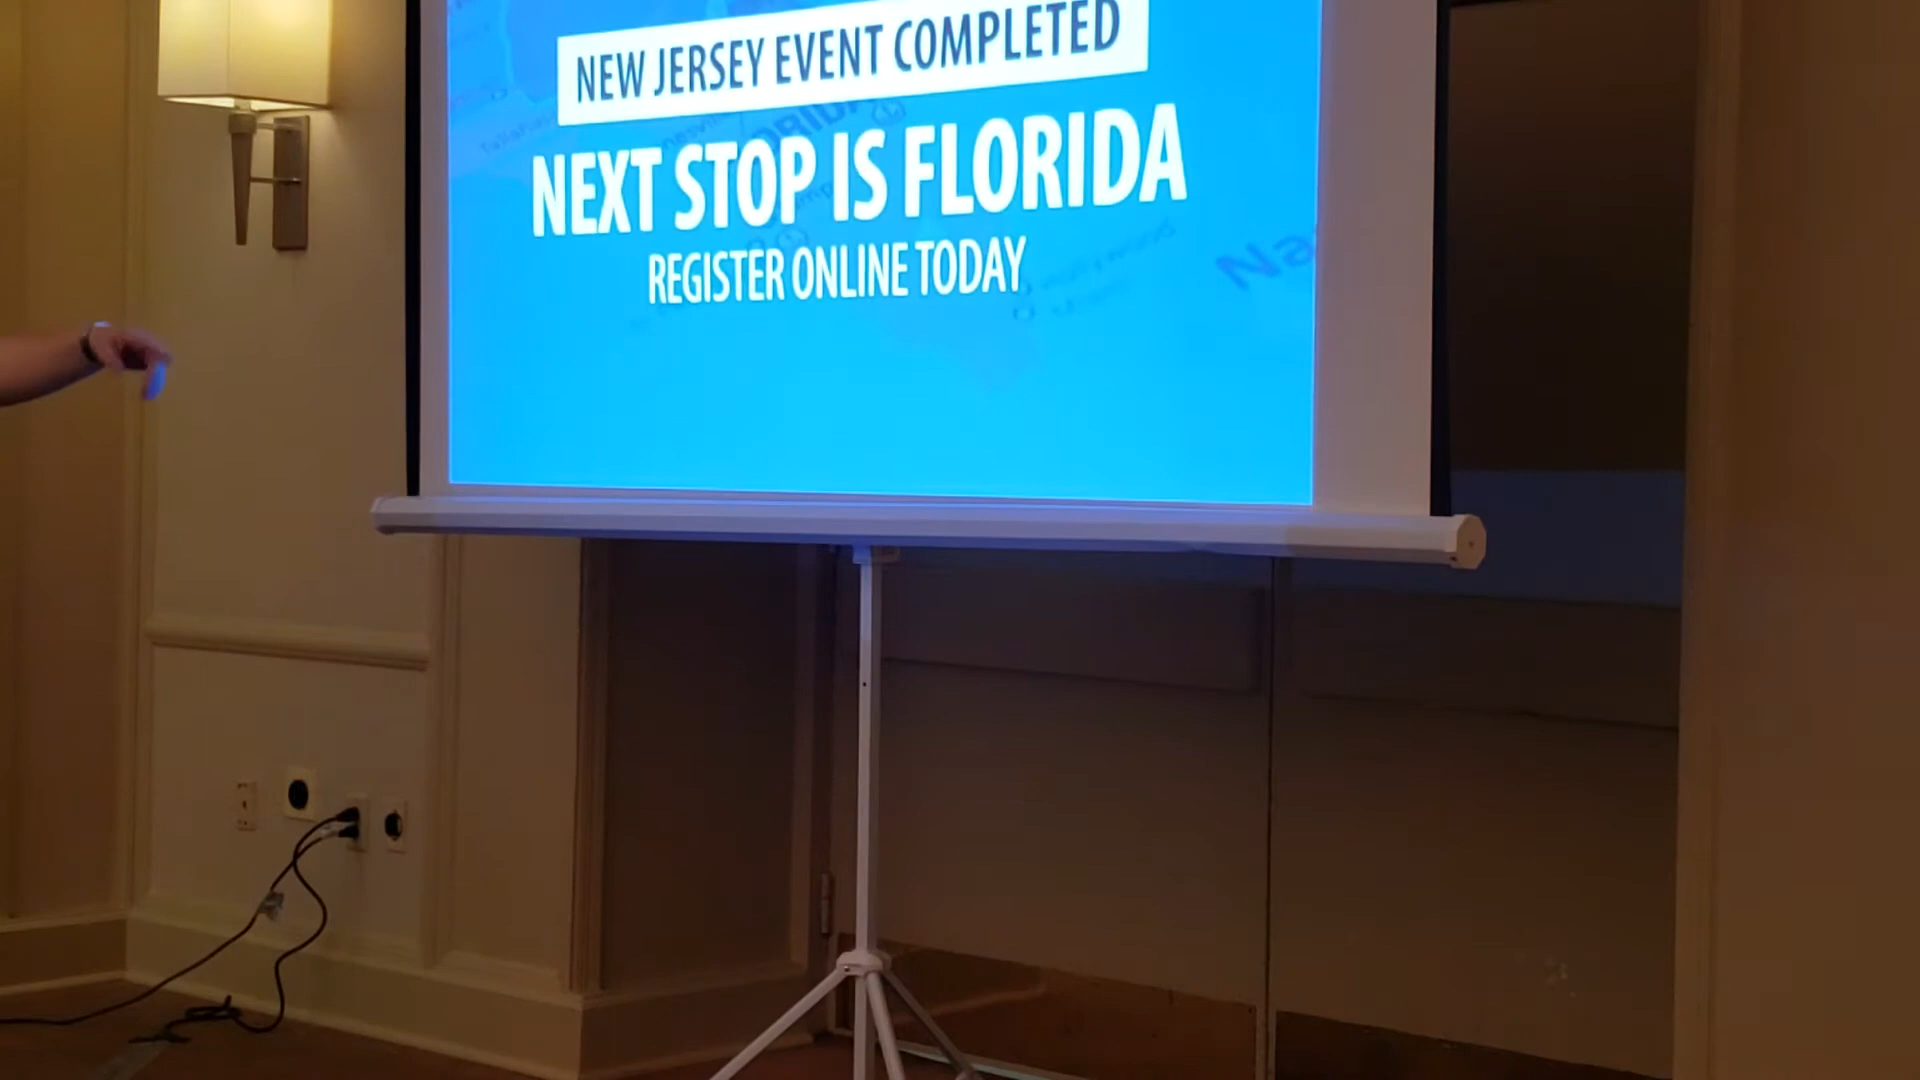 NEW JERSEY EVENT COMPLETED
NEXT STOP IS FLORIDA
REGISTER ONLINE TODAY